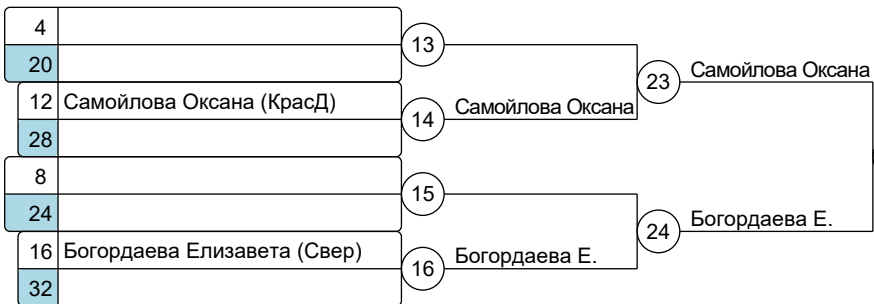 4
13
20
23 Самойлова Оксана
12 Самойлова Оксана (КрасД)
14 Самойлова Оксана
28
8
15
24
24 Богордаева Е.
16 Богордаева Елизавета (Свер)
16 Богордаева Е.
32